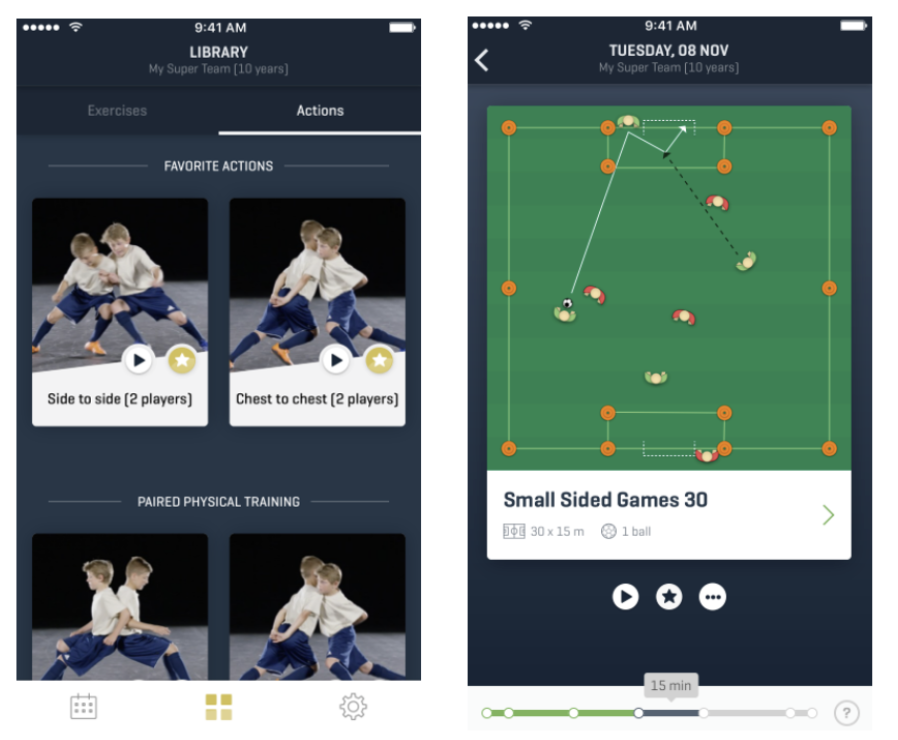 9:41 AM
LIBRARY
My Super Team [10 years]
Exercises
Actions
FAVORITE ACTIONS
Side to side [2 players]
Chest to chest [2 players]
PAIRED PHYSICAL TRAINING
9:41 AM
TUESDAY, 08 NOV
My Super Team [10 years]
Small Sided Games 30
30 x 15 m
1 ball
15 min
?